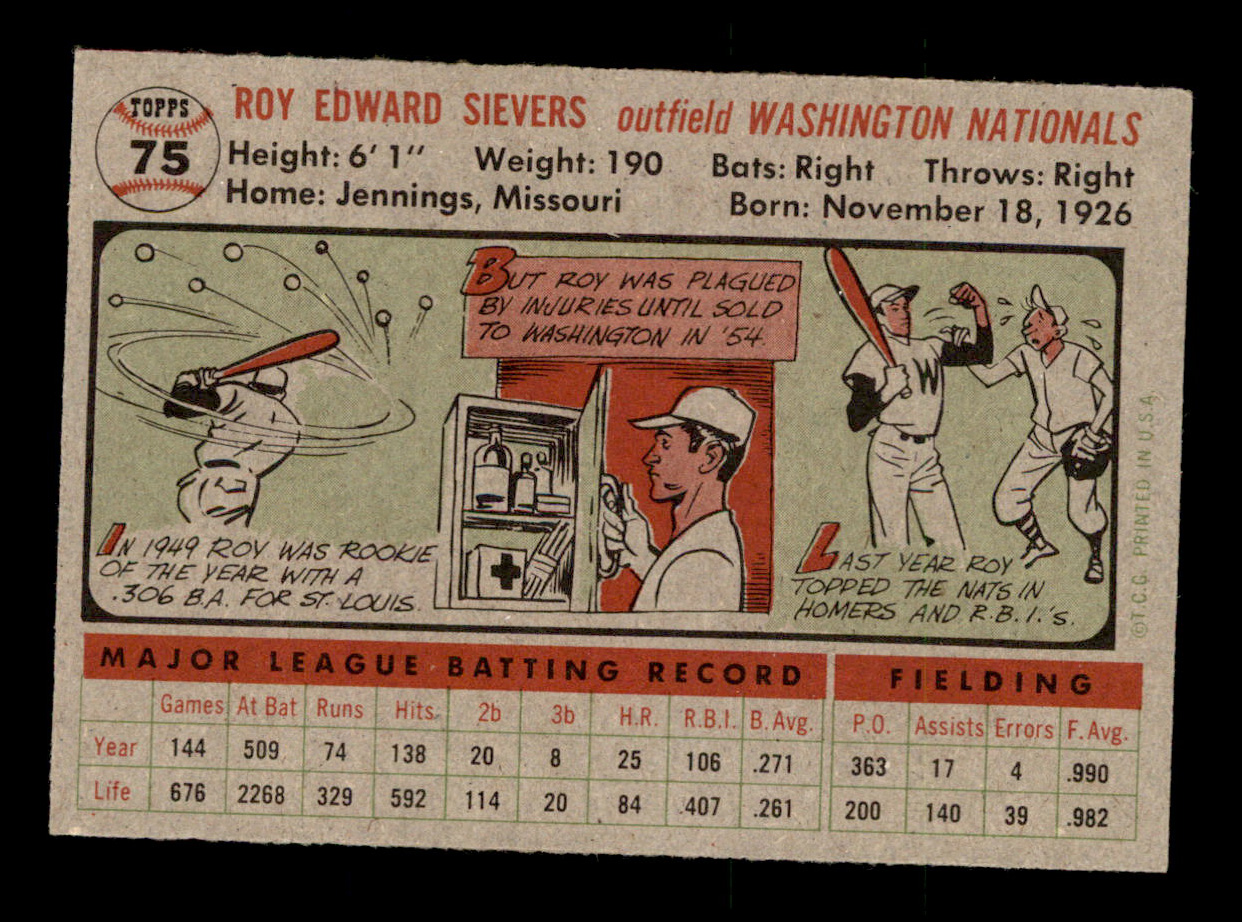 TOPPS
75
ROY EDWARD SIEVERS outfield WASHINGTON NATIONALS
Height: 6' 1" Weight: 190 Bats: Right Throws: Right
Home: Jennings, Missouri Born: November 18, 1926
IN 1949 ROY WAS ROOKIE
OF THE YEAR WITH A
.306 B.A. FOR ST. LOUIS.
BUT ROY WAS PLAGUED
BY INJURIES UNTIL SOLD
TO WASHINGTON IN '54.
W
LAST YEAR ROY
TOPPED THE NATS IN
HOMERS AND R.B.I.'s.
©T.C.G. PRINTED IN U.S.A.
MAJOR LEAGUE BATTING RECORD FIELDING
Games At Bat Runs Hits 2b 3b H.R. R.B.I. B. Avg. P.O. Assists Errors F. Avg.
Year 144 509 74 138 20 8 25 106 .271 363 17 4 .990
Life 676 2268 329 592 114 20 84 407 .261 200 140 39 .982